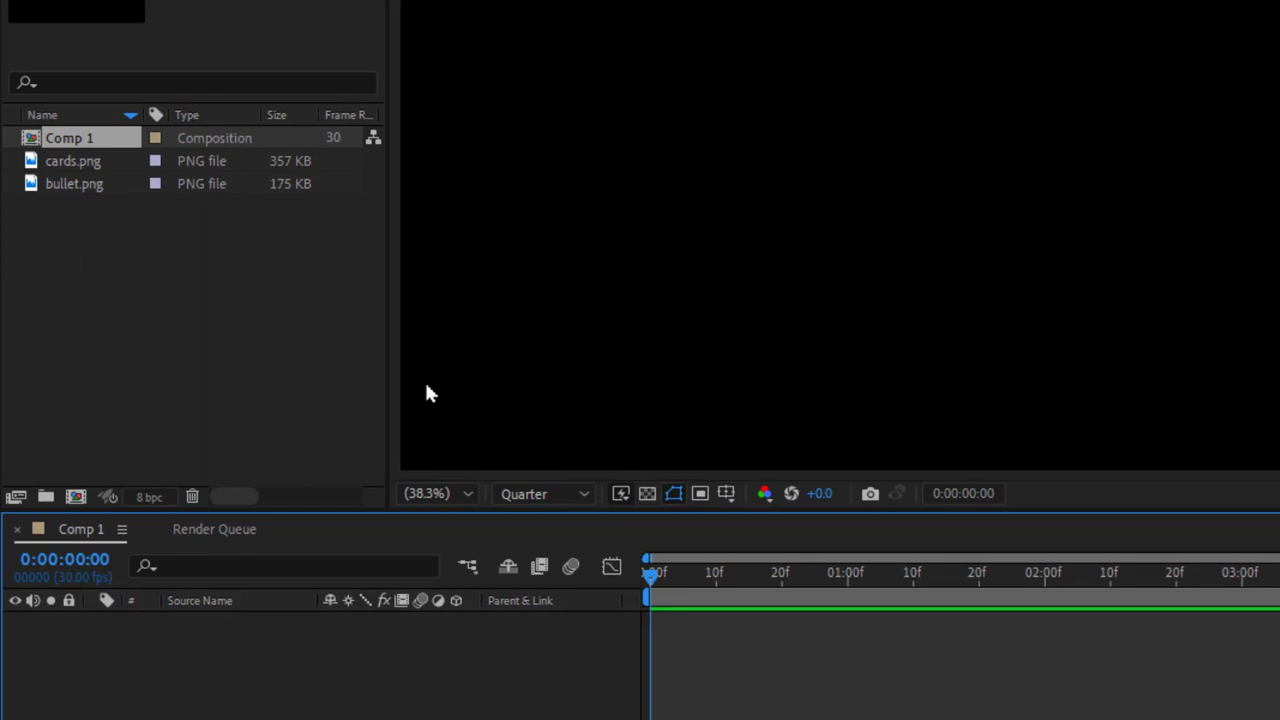 Name Type Size Frame R...
Comp 1 Composition 30
cards.png PNG file 357 KB
bullet.png PNG file 175 KB
8 bpc
(38.3%) Quarter +0.0 0:00:00:00
Comp 1 Render Queue
0:00:00:00
00000 (30.00 fps)
10f 20f 01:00f 10f 20f 02:00f 10f 20f 03:00f
# Source Name fx Parent & Link